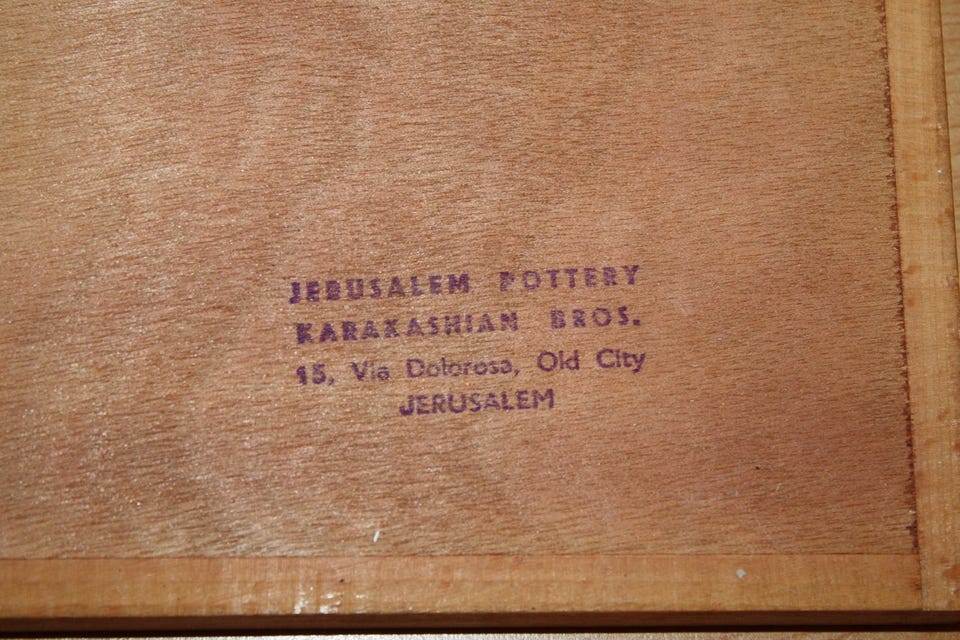 JERUSALEM POTTERY
KARAKASHIAN BROS.
15, Via Dolorosa, Old City
JERUSALEM